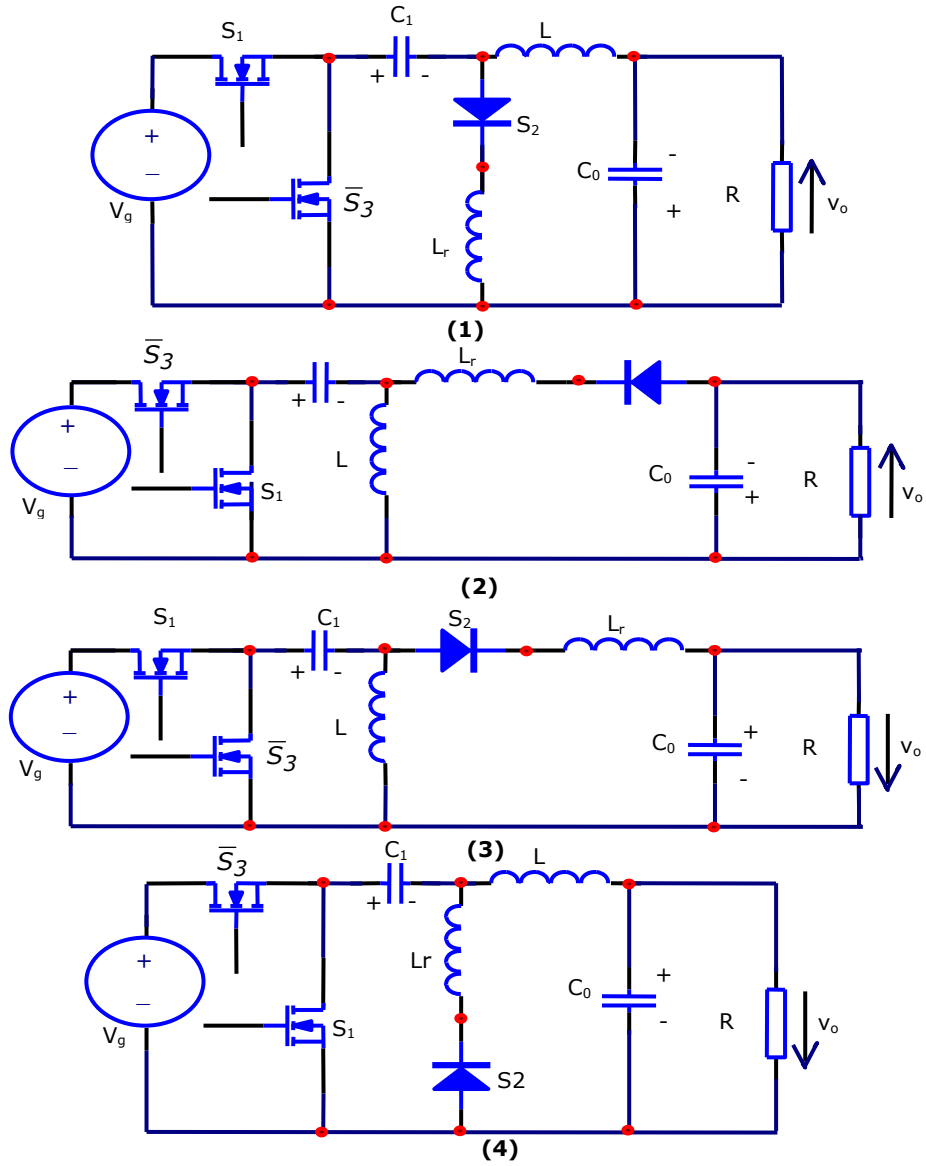 S1 C1 L
+ -
+
−
S2
Vg
S̅3
Lr
C0
-
+
R
vo
(1)
S̅3 Lr
+ -
+
−
L
S1
Vg
C0
-
+
R
vo
(2)
S1 C1 S2 Lr
+ -
+
−
L
S̅3
Vg
C0
+
-
R
vo
(3)
S̅3 C1 L
+ -
+
−
Lr
Vg
S1
S2
C0
+
-
R
vo
(4)